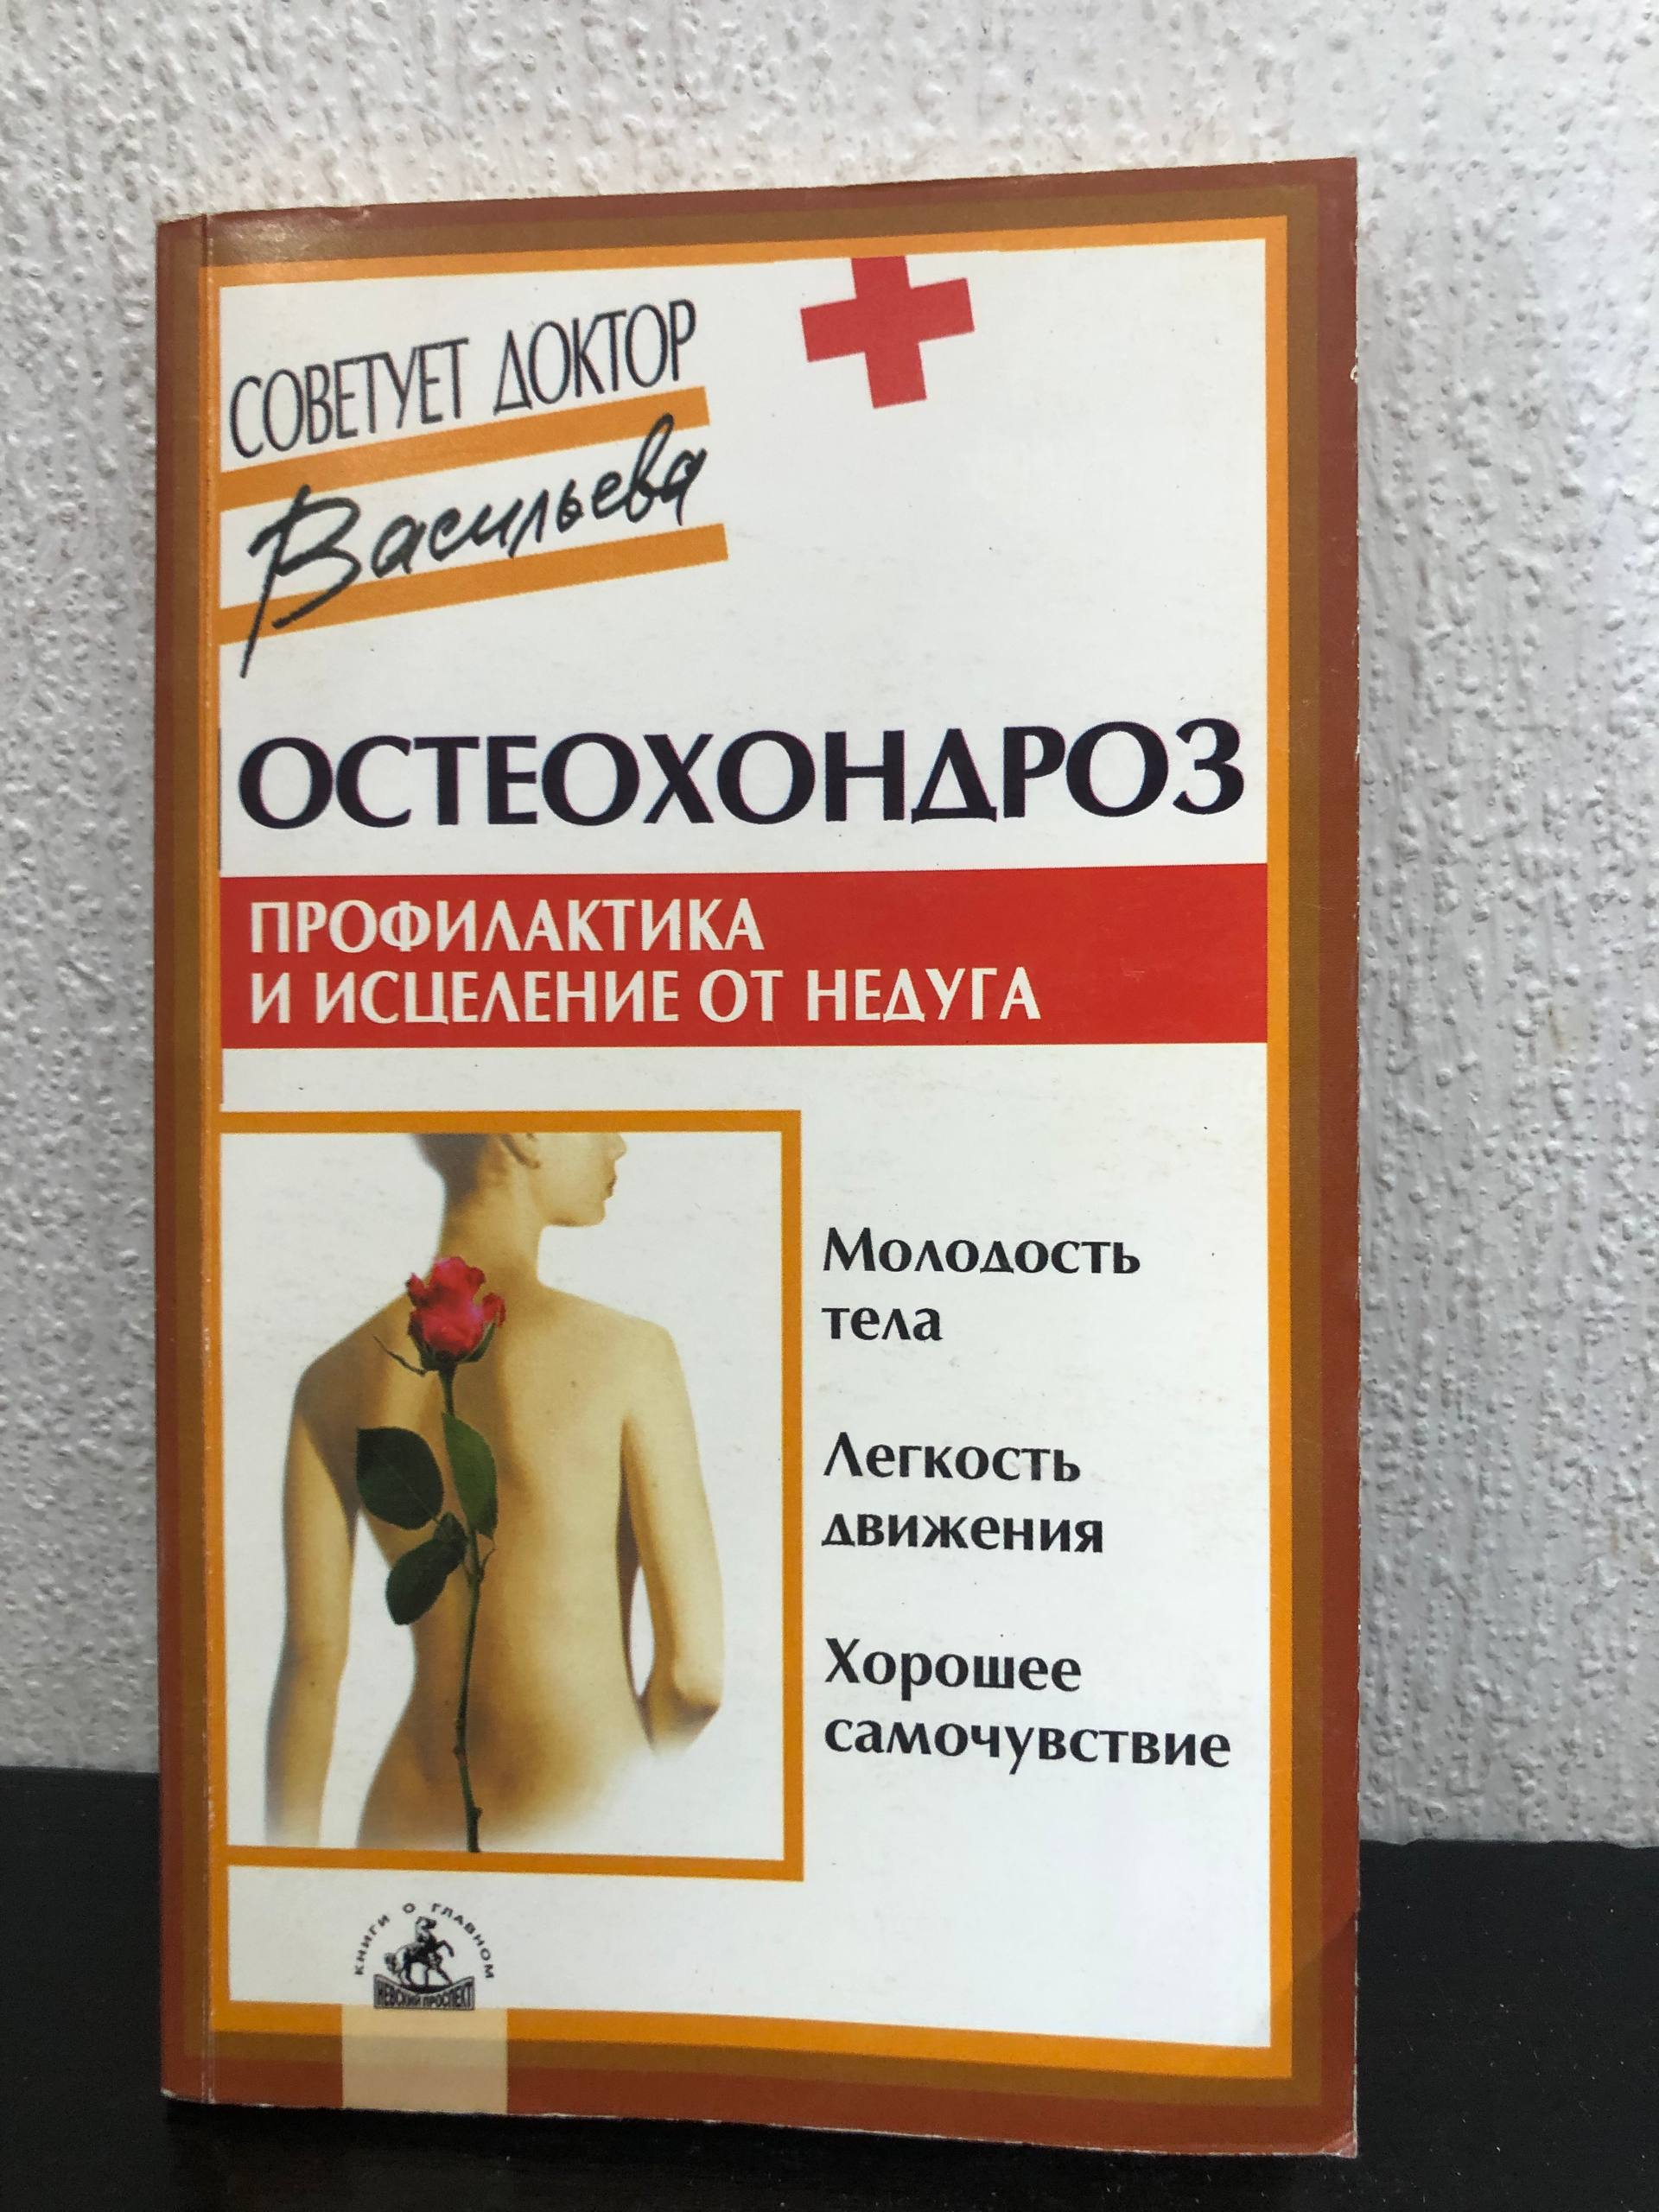 СОВЕТУЕТ ДОКТОР
Васильева
ОСТЕОХОНДРОЗ
ПРОФИЛАКТИКА
И ИСЦЕЛЕНИЕ ОТ НЕДУГА
Молодость
тела
Легкость
движения
Хорошее
самочувствие
КНИГИ О ГЛАВНОМ
НЕВСКИЙ ПРОСПЕКТ